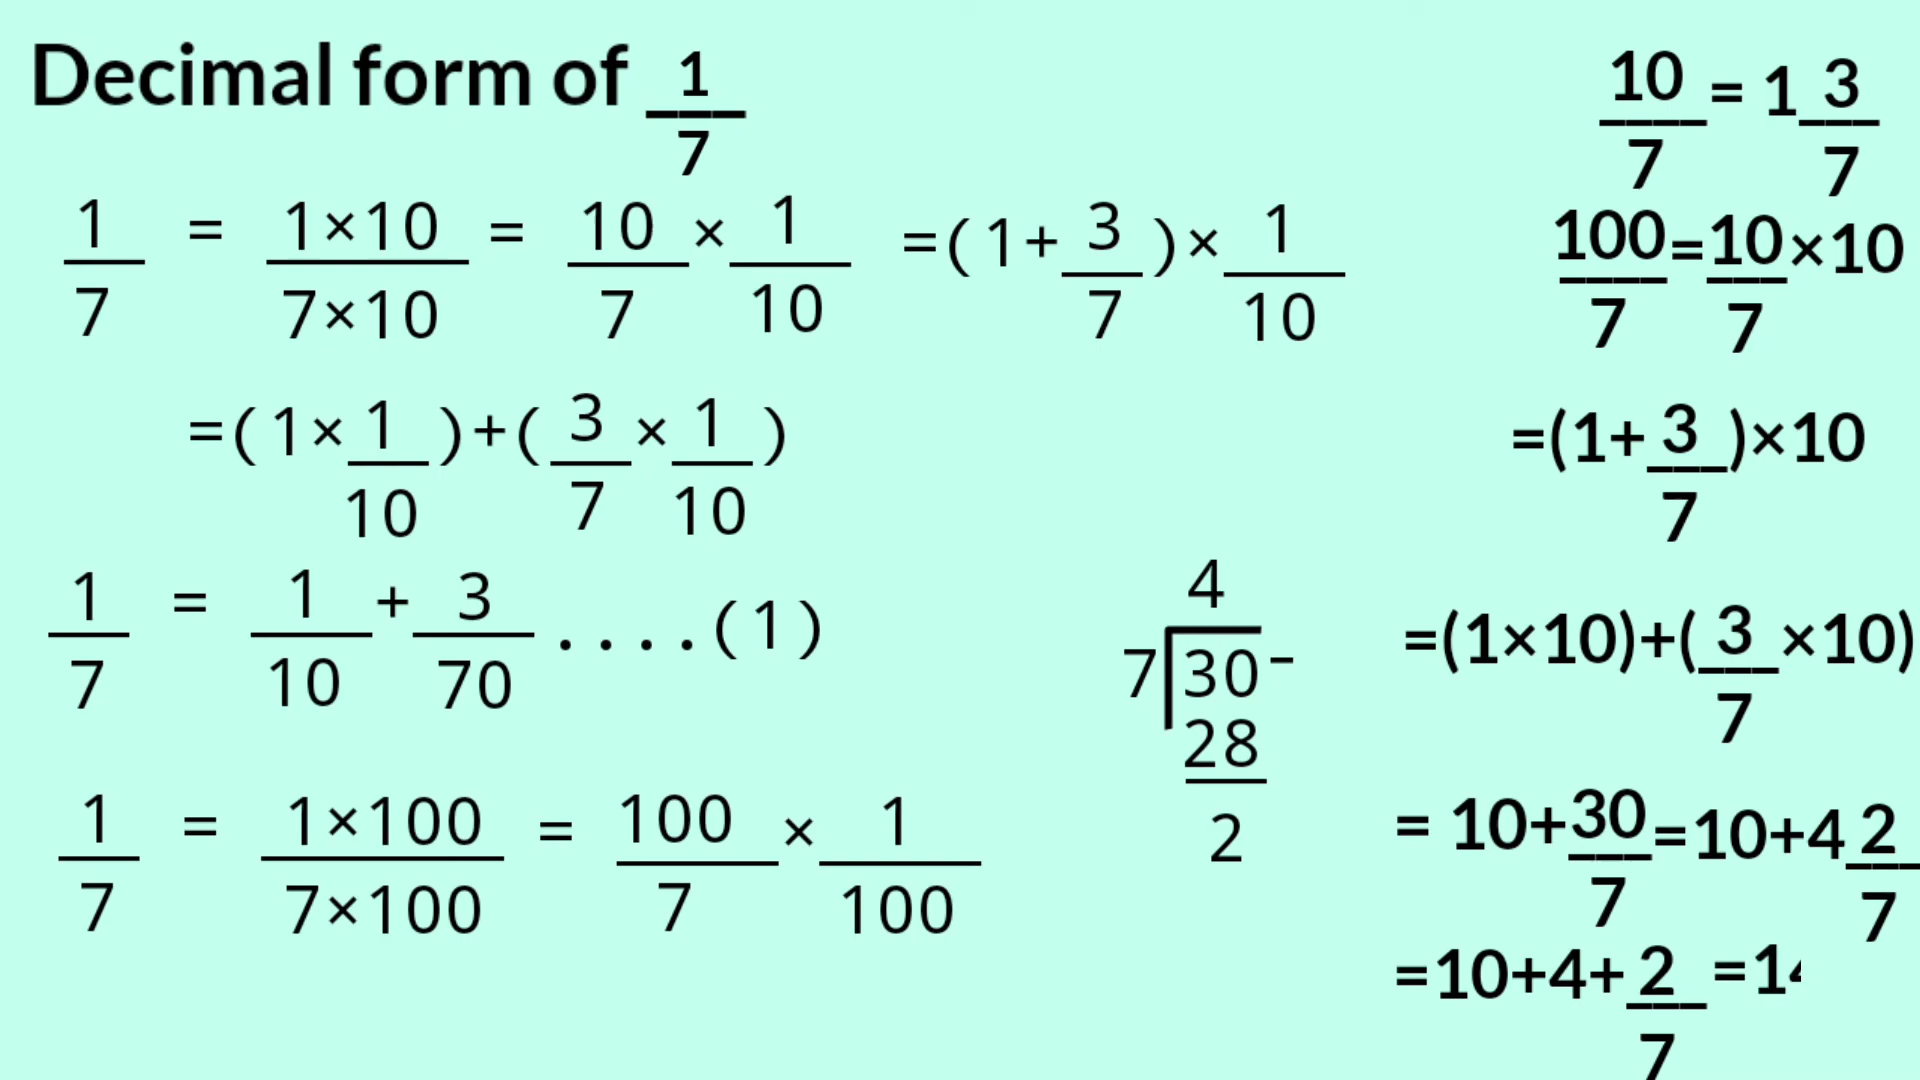 Decimal form of 1/7
1/7 = 1×10/7×10 = 10/7 × 1/10 =(1+ 3/7 )× 1/10
=(1× 1/10 )+( 3/7 × 1/10 )
1/7 = 1/10 + 3/70 ....(1)
1/7 = 1×100/7×100 = 100/7 × 1/100
4
7 30 -
28
2
10/7 = 1 3/7
100/7 = 10/7 ×10
=(1+ 3/7 )×10
=(1×10)+( 3/7 ×10)
= 10+ 30/7 =10+4 2/7
=10+4+ 2/7 =1